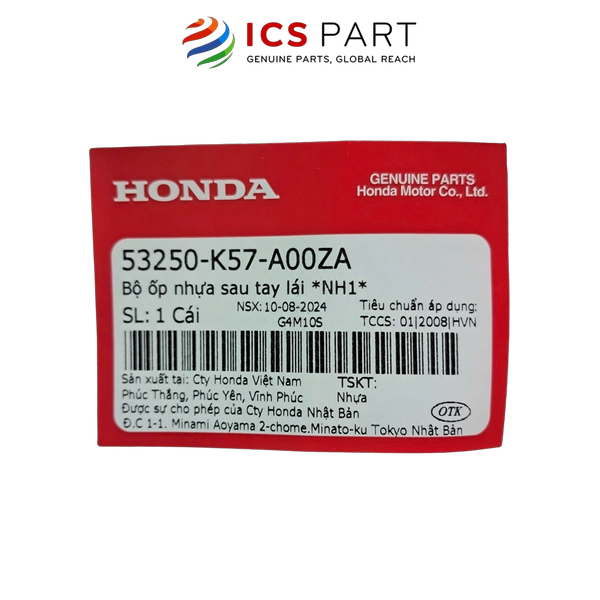 ICS PART
GENUINE PARTS, GLOBAL REACH
HONDA
GENUINE PARTS
Honda Motor Co., Ltd.
53250-K57-A00ZA
Bộ ốp nhựa sau tay lái *NH1*
SL: 1 Cái
NSX: 10-08-2024
G4M10S
Tiêu chuẩn áp dụng:
TCCS: 01|2008|HVN
Sản xuất tại: Cty Honda Việt Nam
Phúc Thắng, Phúc Yên, Vĩnh Phúc
TSKT:
Nhựa
Được sự cho phép của Cty Honda Nhật Bản
Đ.C 1-1. Minami Aoyama 2-chome.Minato-ku Tokyo Nhật Bản
OTK